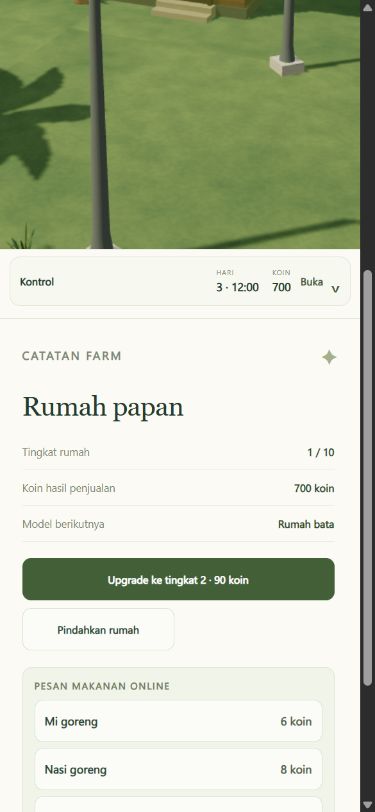 Kontrol
HARI KOIN
3 · 12:00 700 Buka v
CATATAN FARM
Rumah papan
Tingkat rumah 1 / 10
Koin hasil penjualan 700 koin
Model berikutnya Rumah bata
Upgrade ke tingkat 2 · 90 koin
Pindahkan rumah
PESAN MAKANAN ONLINE
Mi goreng 6 koin
Nasi goreng 8 koin